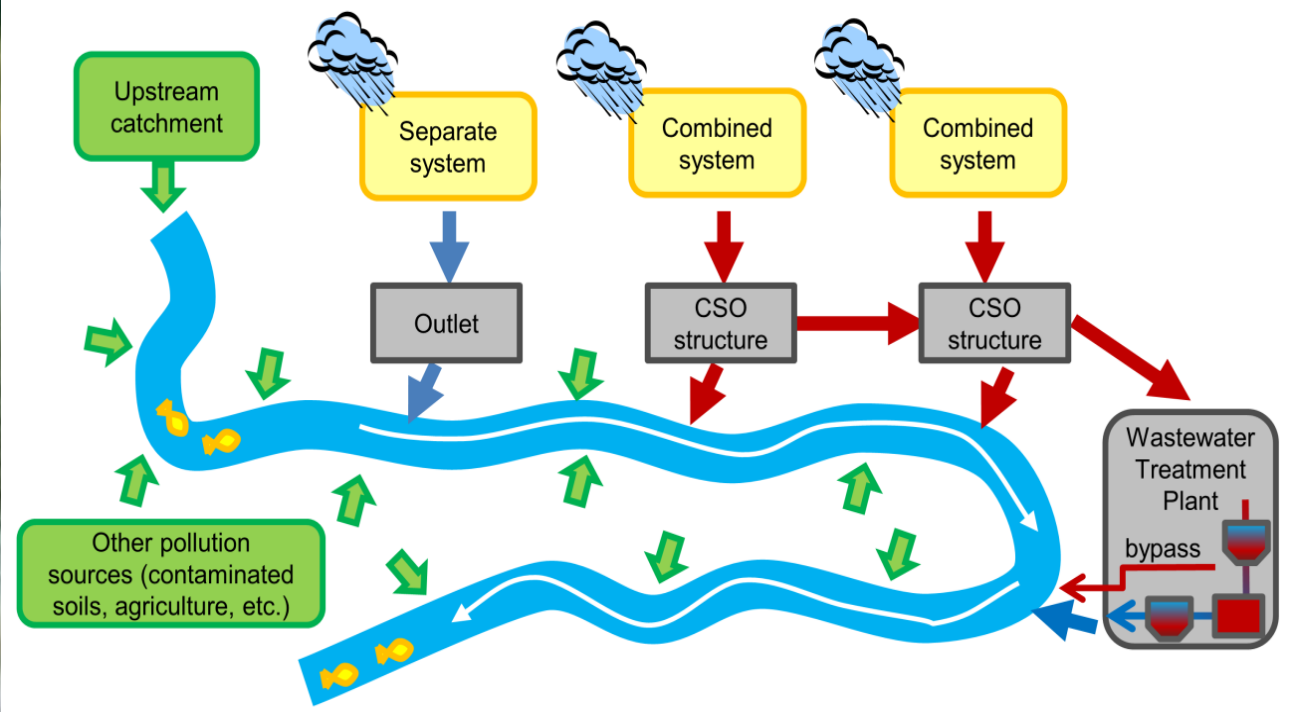 Upstream
catchment
Separate
system
Combined
system
Combined
system
Outlet
CSO
structure
CSO
structure
Wastewater
Treatment
Plant
bypass
Other pollution
sources (contaminated
soils, agriculture, etc.)